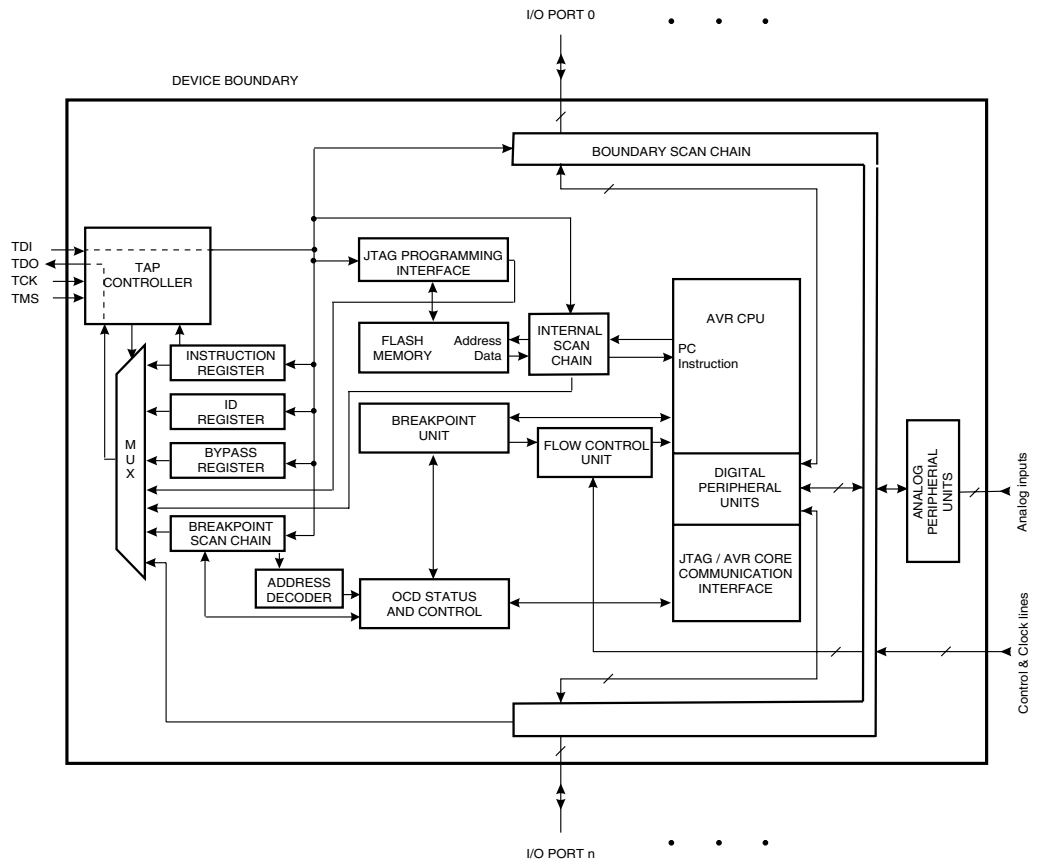 I/O PORT 0
DEVICE BOUNDARY
BOUNDARY SCAN CHAIN
TDI
TDO
TCK
TMS
TAP
CONTROLLER
JTAG PROGRAMMING
INTERFACE
AVR CPU
FLASH
MEMORY
Address
Data
INTERNAL
SCAN
CHAIN
PC
Instruction
INSTRUCTION
REGISTER
ID
REGISTER
BREAKPOINT
UNIT
FLOW CONTROL
UNIT
M
U
X
BYPASS
REGISTER
DIGITAL
PERIPHERAL
UNITS
ANALOG
PERIPHERIAL
UNITS
Analog inputs
BREAKPOINT
SCAN CHAIN
ADDRESS
DECODER
OCD STATUS
AND CONTROL
JTAG / AVR CORE
COMMUNICATION
INTERFACE
Control & Clock lines
I/O PORT n